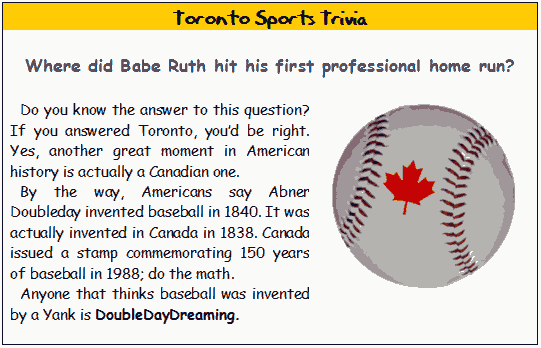 Toronto Sports Trivia
Where did Babe Ruth hit his first professional home run?
Do you know the answer to this question?
If you answered Toronto, you'd be right.
Yes, another great moment in American
history is actually a Canadian one.
By the way, Americans say Abner
Doubleday invented baseball in 1840. It was
actually invented in Canada in 1838. Canada
issued a stamp commemorating 150 years
of baseball in 1988; do the math.
Anyone that thinks baseball was invented
by a Yank is DoubleDayDreaming.